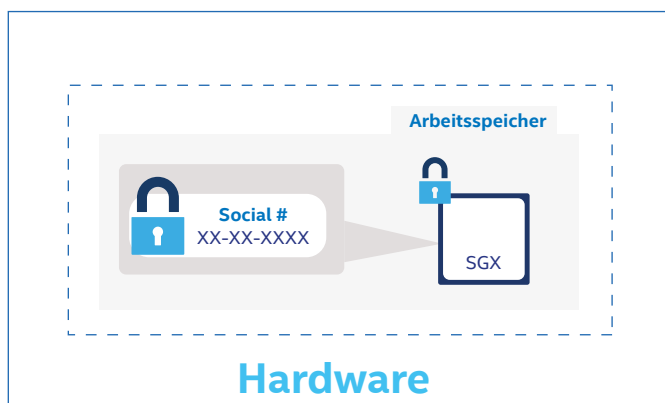 Arbeitsspeicher
Social #
XX-XX-XXXX
SGX
Hardware